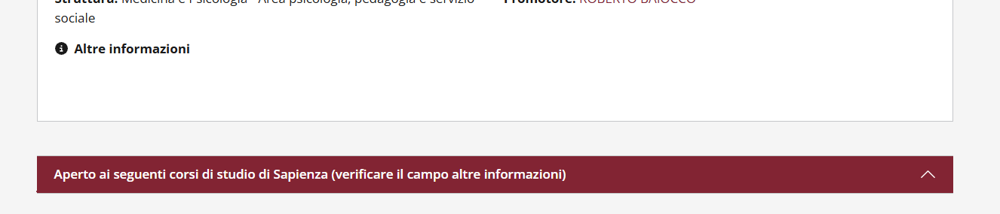 Struttura: Medicina e Psicologia - Area psicologia, pedagogia e servizio
sociale
Promotore: ROBERTO BAIOCCO
Altre informazioni
Aperto ai seguenti corsi di studio di Sapienza (verificare il campo altre informazioni)